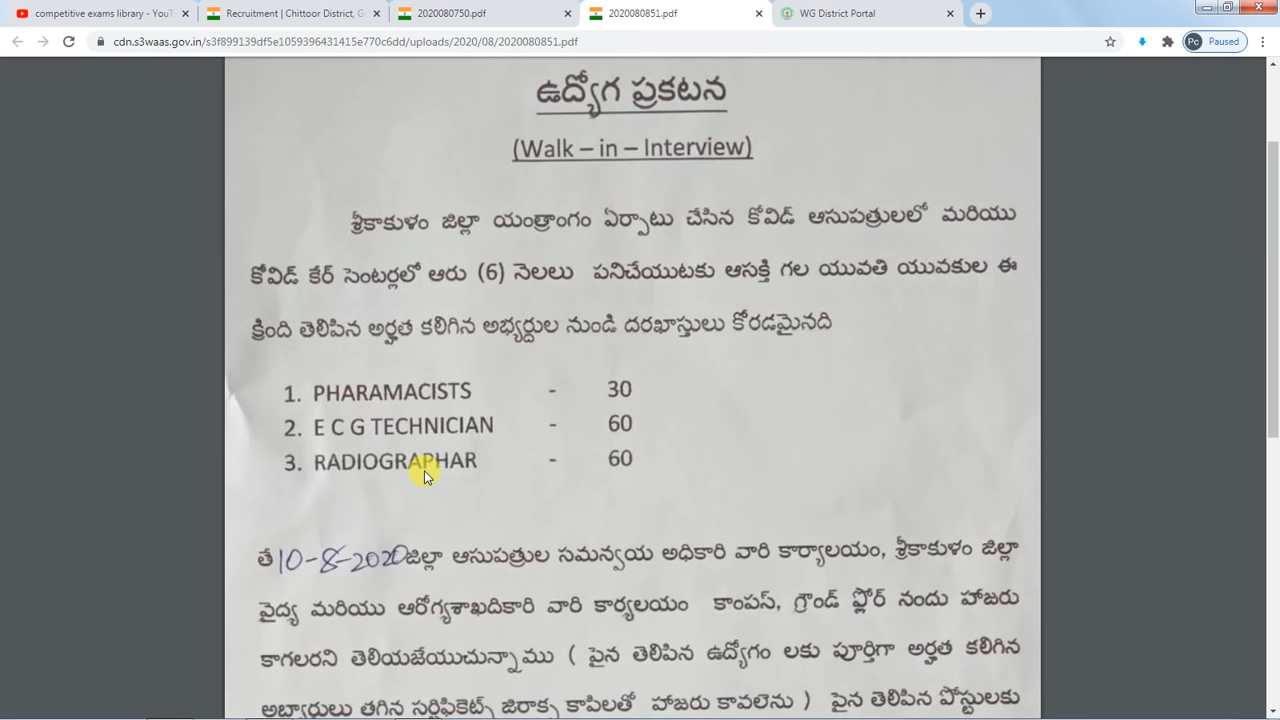 competitive exams library - YouT
Recruitment | Chittoor District, G
2020080750.pdf
2020080851.pdf
WG District Portal
cdn.s3waas.gov.in/s3f899139df5e1059396431415e770c6dd/uploads/2020/08/2020080851.pdf
Pc Paused
ఉద్యోగ ప్రకటన
(Walk – in – Interview)
శ్రీకాకుళం జిల్లా యంత్రాంగం ఏర్పాటు చేసిన కోవిడ్ ఆసుపత్రులలో మరియు
కోవిడ్ కేర్ సెంటర్లలో ఆరు (6) నెలలు పనిచేయుటకు ఆసక్తి గల యువతి యువకుల ఈ
క్రింది తెలిపిన అర్హత కలిగిన అభ్యర్దుల నుండి దరఖాస్తులు కోరడమైనది
1. PHARAMACISTS - 30
2. E C G TECHNICIAN - 60
3. RADIOGRAPHAR - 60
తే 10-8-2020 జిల్లా ఆసుపత్రుల సమన్వయ అధికారి వారి కార్యాలయం, శ్రీకాకుళం జిల్లా
వైద్య మరియు ఆరోగ్యశాఖదికారి వారి కార్యలయం కాంపస్, గ్రౌండ్ ఫ్లోర్ నందు హాజరు
కాగలరని తెలియజేయుచున్నాము ( పైన తెలిపిన ఉద్యోగం లకు పూర్తిగా అర్హత కలిగిన
అబ్యార్దులు తగిన సర్టిఫికెట్స్ జిరాక్స కాపిలతో హాజరు కావలెను ) పైన తెలిపిన పోస్టులకు